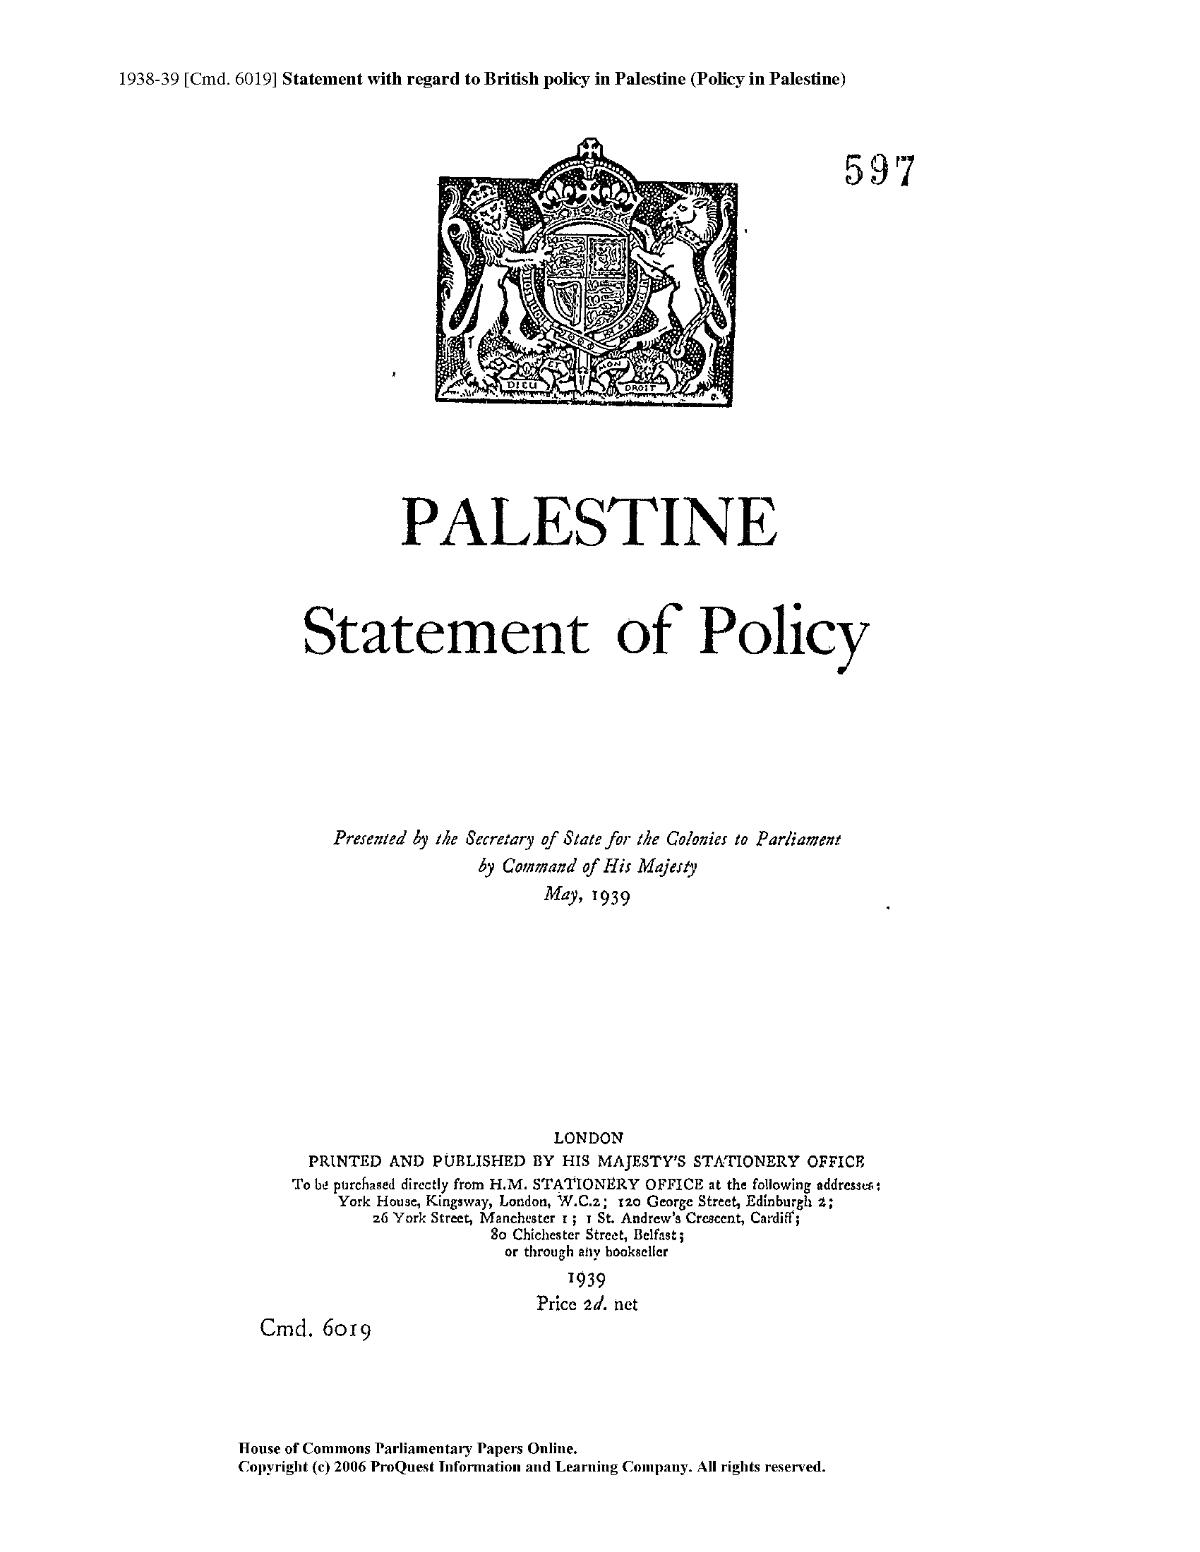 1938-39 [Cmd. 6019] Statement with regard to British policy in Palestine (Policy in Palestine)
597
ET MON
DIEU DROIT
PALESTINE
Statement of Policy
Presented by the Secretary of State for the Colonies to Parliament
by Command of His Majesty
May, 1939
LONDON
PRINTED AND PUBLISHED BY HIS MAJESTY'S STATIONERY OFFICE
To be purchased directly from H.M. STATIONERY OFFICE at the following addresses:
York House, Kingsway, London, W.C.2; 120 George Street, Edinburgh 2;
26 York Street, Manchester 1; 1 St. Andrew's Crescent, Cardiff;
80 Chichester Street, Belfast;
or through any bookseller
1939
Price 2d. net
Cmd. 6019
House of Commons Parliamentary Papers Online.
Copyright (c) 2006 ProQuest Information and Learning Company. All rights reserved.